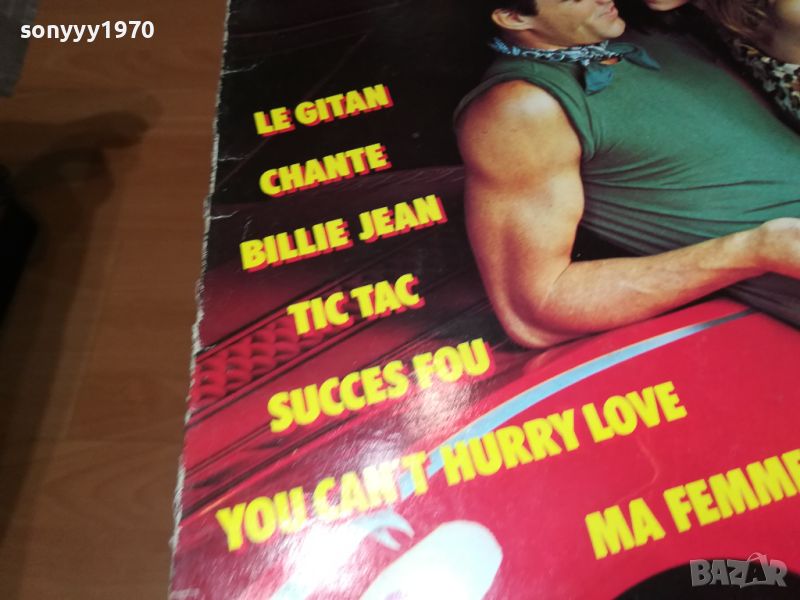 sonyyy1970
LE GITAN
CHANTE
BILLIE JEAN
TIC TAC
SUCCES FOU
YOU CAN'T HURRY LOVE
MA FEMME
BAZAR